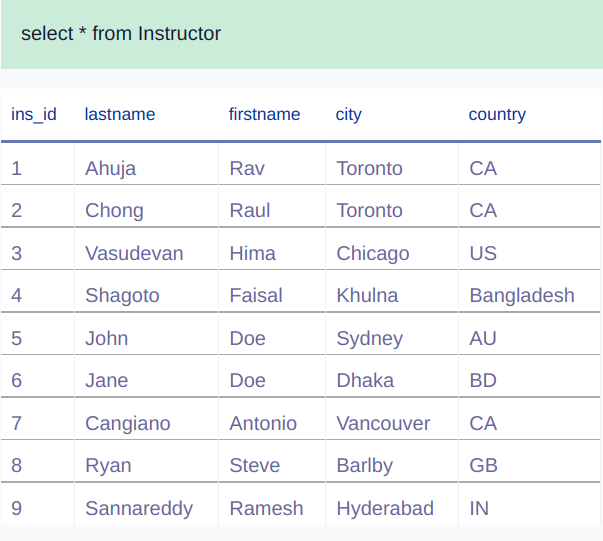 select * from Instructor
ins_id lastname firstname city country
1 Ahuja Rav Toronto CA
2 Chong Raul Toronto CA
3 Vasudevan Hima Chicago US
4 Shagoto Faisal Khulna Bangladesh
5 John Doe Sydney AU
6 Jane Doe Dhaka BD
7 Cangiano Antonio Vancouver CA
8 Ryan Steve Barlby GB
9 Sannareddy Ramesh Hyderabad IN